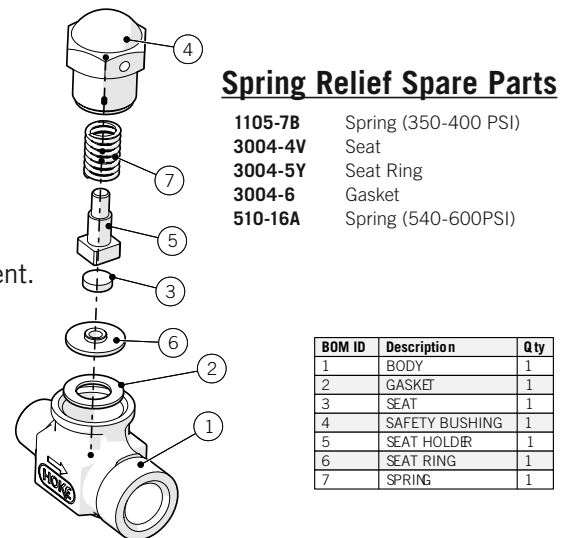 Spring Relief Spare Parts
1105-7B Spring (350-400 PSI)
3004-4V Seat
3004-5Y Seat Ring
3004-6 Gasket
510-16A Spring (540-600PSI)
ent.
4
7
5
3
6
2
1
HOKE
BOM ID Description Qty
1 BODY 1
2 GASKET 1
3 SEAT 1
4 SAFETY BUSHING 1
5 SEAT HOLDER 1
6 SEAT RING 1
7 SPRING 1